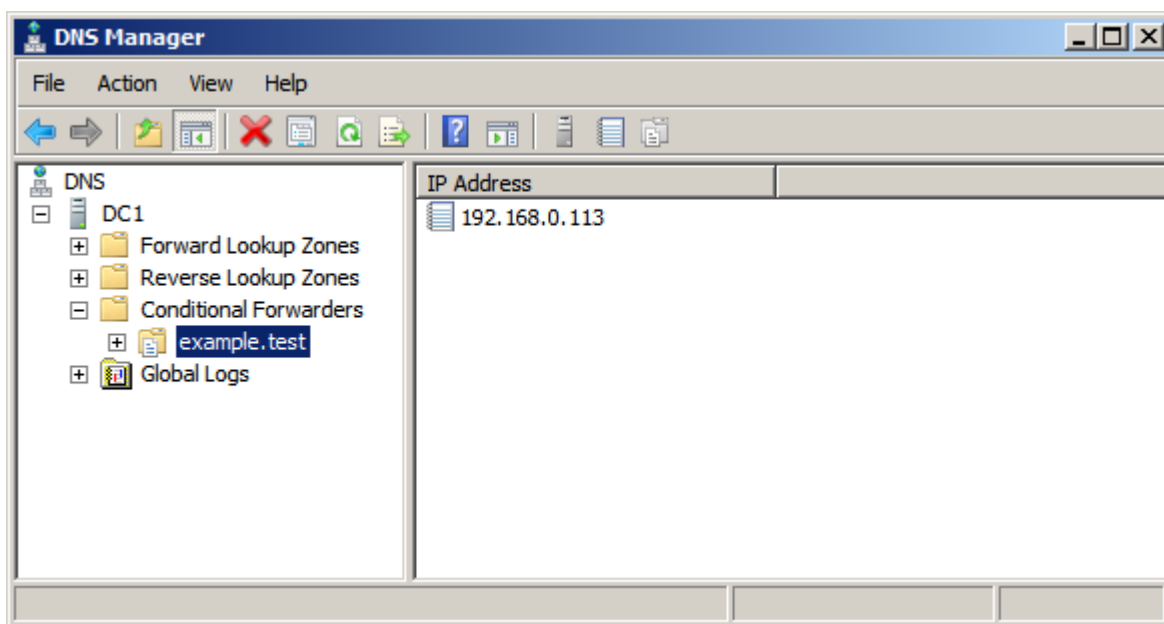 DNS Manager
File Action View Help
DNS
DC1
Forward Lookup Zones
Reverse Lookup Zones
Conditional Forwarders
example.test
Global Logs
IP Address
192.168.0.113